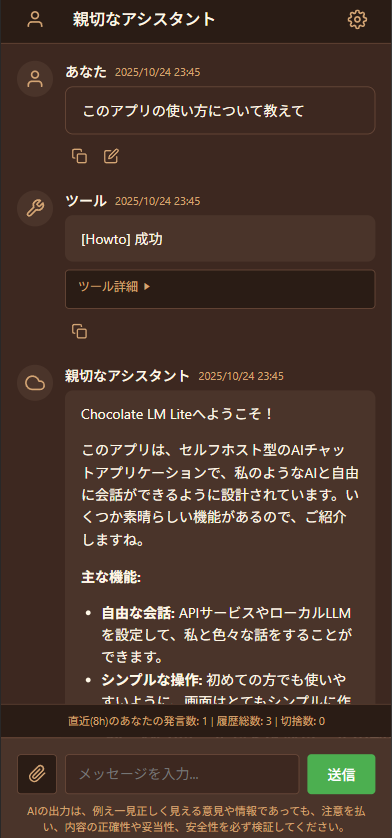 親切なアシスタント
あなた 2025/10/24 23:45
このアプリの使い方について教えて
ツール 2025/10/24 23:45
[Howto] 成功
ツール詳細 ▶
親切なアシスタント 2025/10/24 23:45
Chocolate LM Liteへようこそ！
このアプリは、セルフホスト型のAIチャッ
トアプリケーションで、私のようなAIと自由
に会話ができるように設計されています。い
くつか素晴らしい機能があるので、ご紹介
しますね。
主な機能:
• 自由な会話: APIサービスやローカルLLM
を設定して、私と色々な話をすることが
できます。
• シンプルな操作: 初めての方でも使いや
すいように、画面はとてもシンプルに作
直近(8h)のあなたの発言数: 1 | 履歴総数: 3 | 切捨数: 0
メッセージを入力...
送信
AIの出力は、例え一見正しく見える意見や情報であっても、注意を払
い、内容の正確性や妥当性、安全性を必ず検証してください。